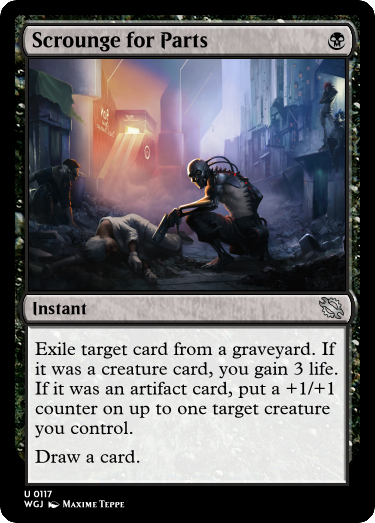 Scrounge for Parts
Instant
Exile target card from a graveyard. If
it was a creature card, you gain 3 life.
If it was an artifact card, put a +1/+1
counter on up to one target creature
you control.
Draw a card.
U 0117
WGJ Maxime Teppe